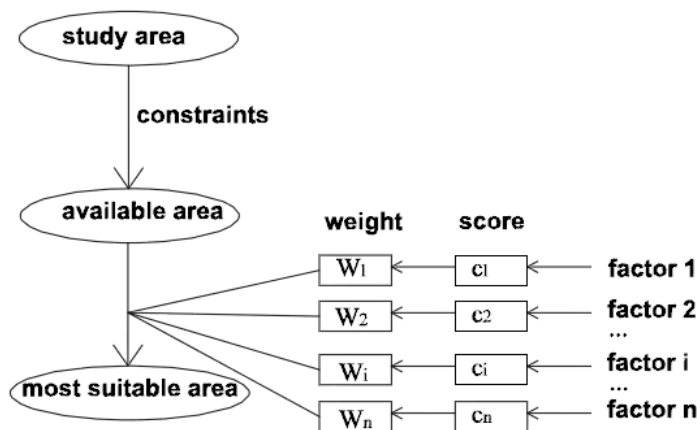 study area
constraints
available area
weight score
W1 c1 factor 1
W2 c2 factor 2
...
Wi ci factor i
...
most suitable area
Wn cn factor n